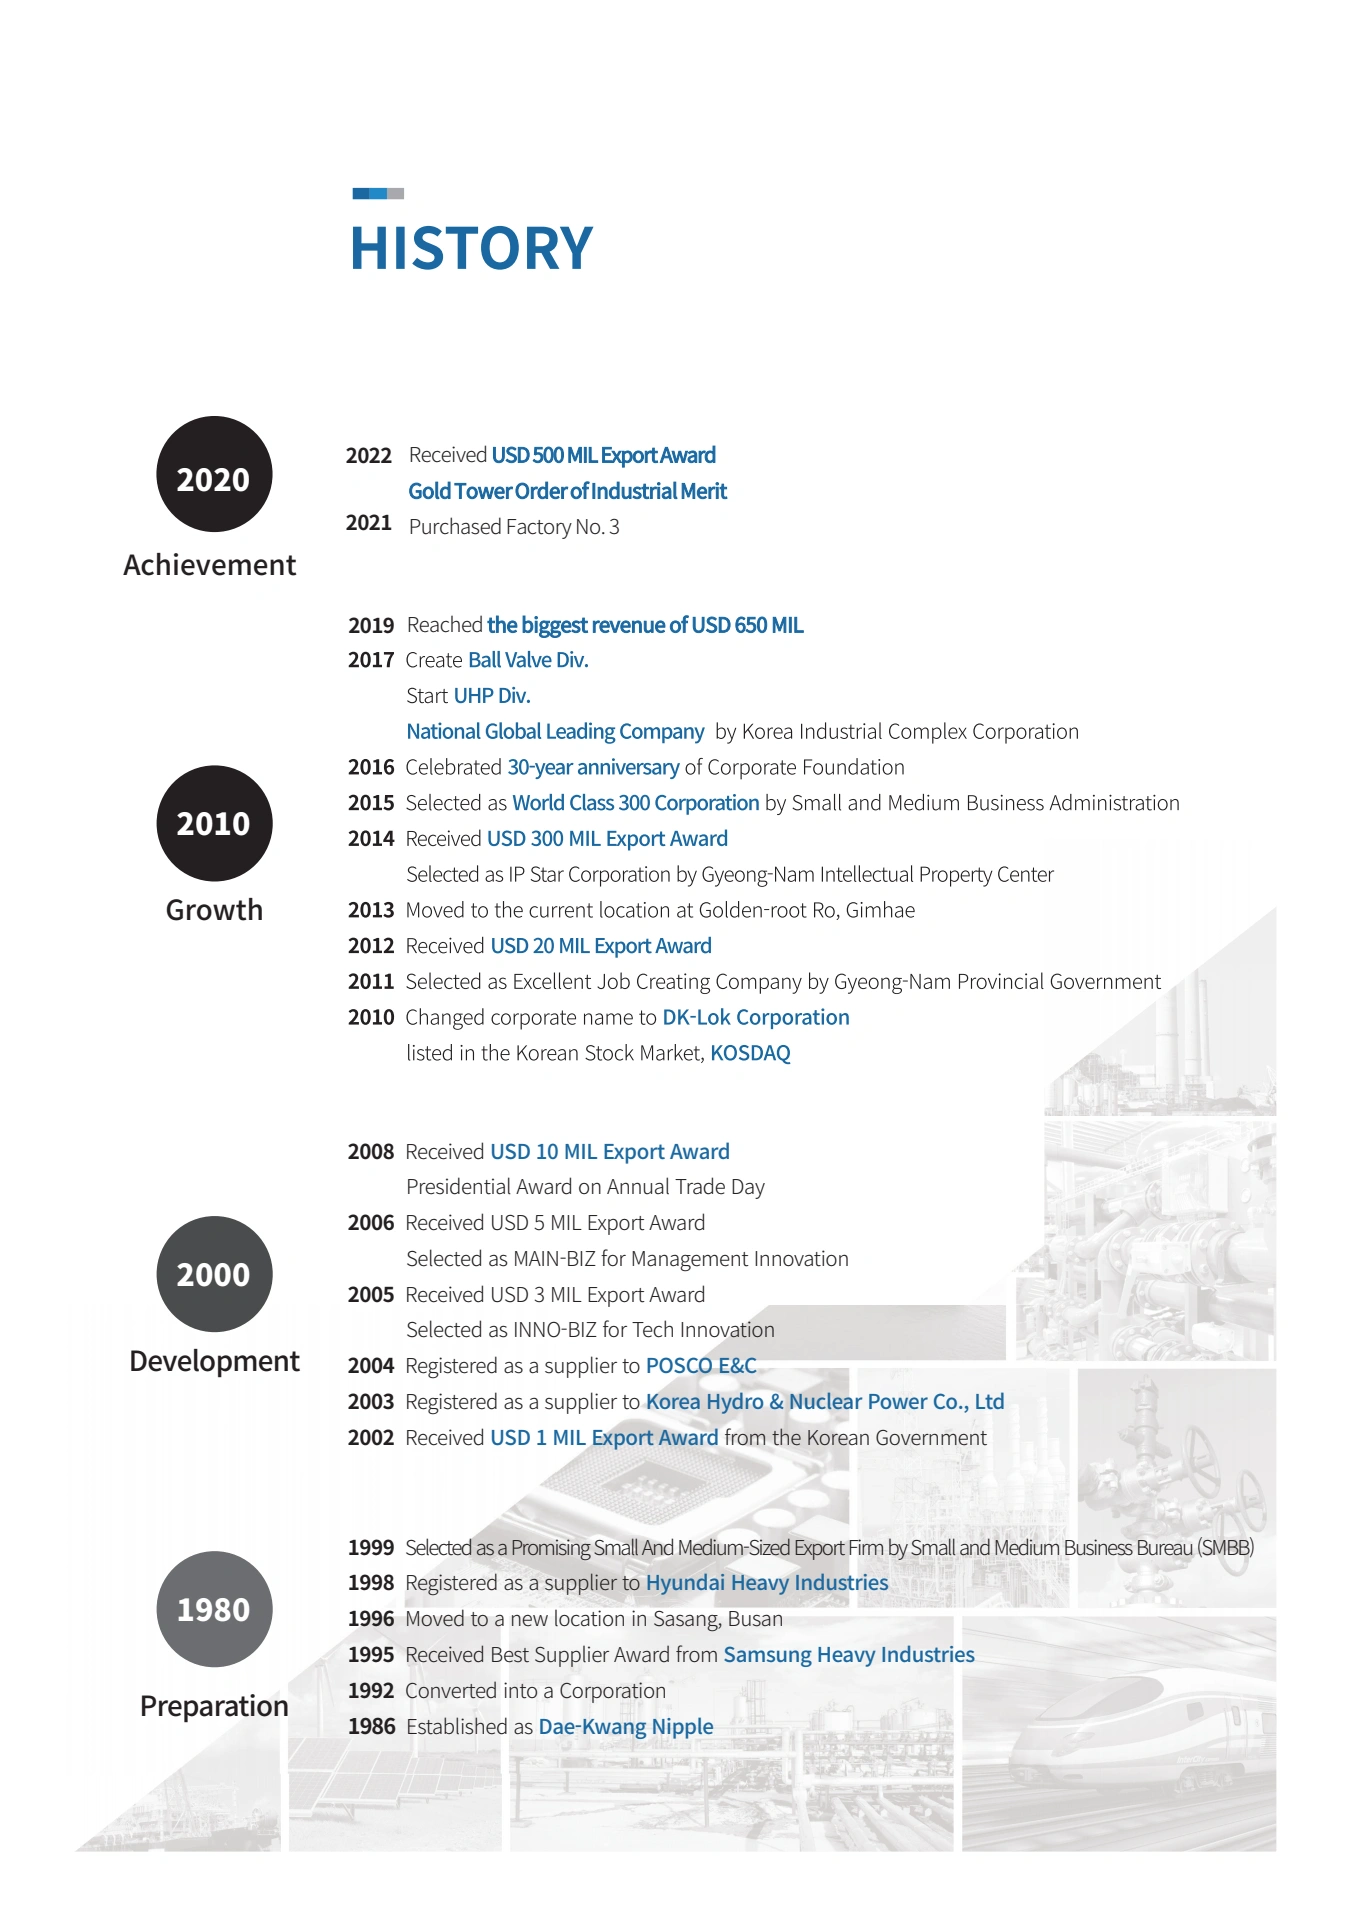 HISTORY
2020
Achievement
2022 Received USD 500 MIL Export Award
Gold Tower Order of Industrial Merit
2021 Purchased Factory No. 3
2010
Growth
2019 Reached the biggest revenue of USD 650 MIL
2017 Create Ball Valve Div.
Start UHP Div.
National Global Leading Company by Korea Industrial Complex Corporation
2016 Celebrated 30-year anniversary of Corporate Foundation
2015 Selected as World Class 300 Corporation by Small and Medium Business Administration
2014 Received USD 300 MIL Export Award
Selected as IP Star Corporation by Gyeong-Nam Intellectual Property Center
2013 Moved to the current location at Golden-root Ro, Gimhae
2012 Received USD 20 MIL Export Award
2011 Selected as Excellent Job Creating Company by Gyeong-Nam Provincial Government
2010 Changed corporate name to DK-Lok Corporation
listed in the Korean Stock Market, KOSDAQ
2000
Development
2008 Received USD 10 MIL Export Award
Presidential Award on Annual Trade Day
2006 Received USD 5 MIL Export Award
Selected as MAIN-BIZ for Management Innovation
2005 Received USD 3 MIL Export Award
Selected as INNO-BIZ for Tech Innovation
2004 Registered as a supplier to POSCO E&C
2003 Registered as a supplier to Korea Hydro & Nuclear Power Co., Ltd
2002 Received USD 1 MIL Export Award from the Korean Government
1980
Preparation
1999 Selected as a Promising Small And Medium-Sized Export Firm by Small and Medium Business Bureau (SMBB)
1998 Registered as a supplier to Hyundai Heavy Industries
1996 Moved to a new location in Sasang, Busan
1995 Received Best Supplier Award from Samsung Heavy Industries
1992 Converted into a Corporation
1986 Established as Dae-Kwang Nipple